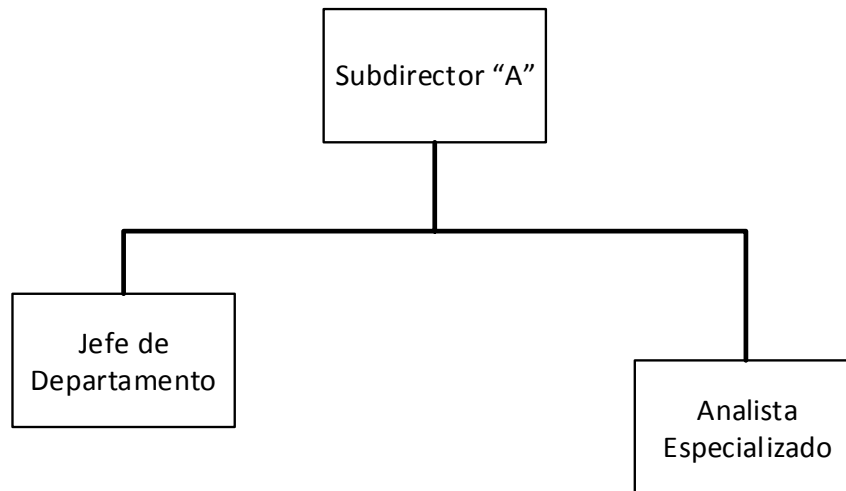 Subdirector “A”
Jefe de
Departamento
Analista
Especializado